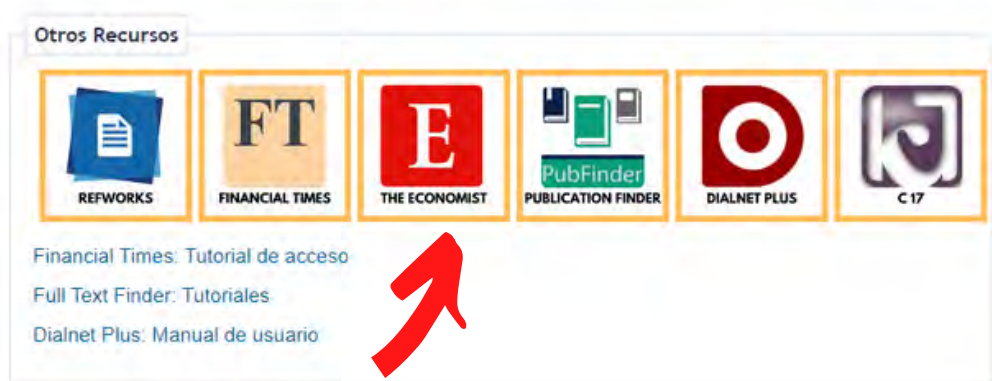 Otros Recursos
FT
E
PubFinder
REFWORKS
FINANCIAL TIMES
THE ECONOMIST
PUBLICATION FINDER
DIALNET PLUS
C 17
Financial Times: Tutorial de acceso
Full Text Finder: Tutoriales
Dialnet Plus: Manual de usuario